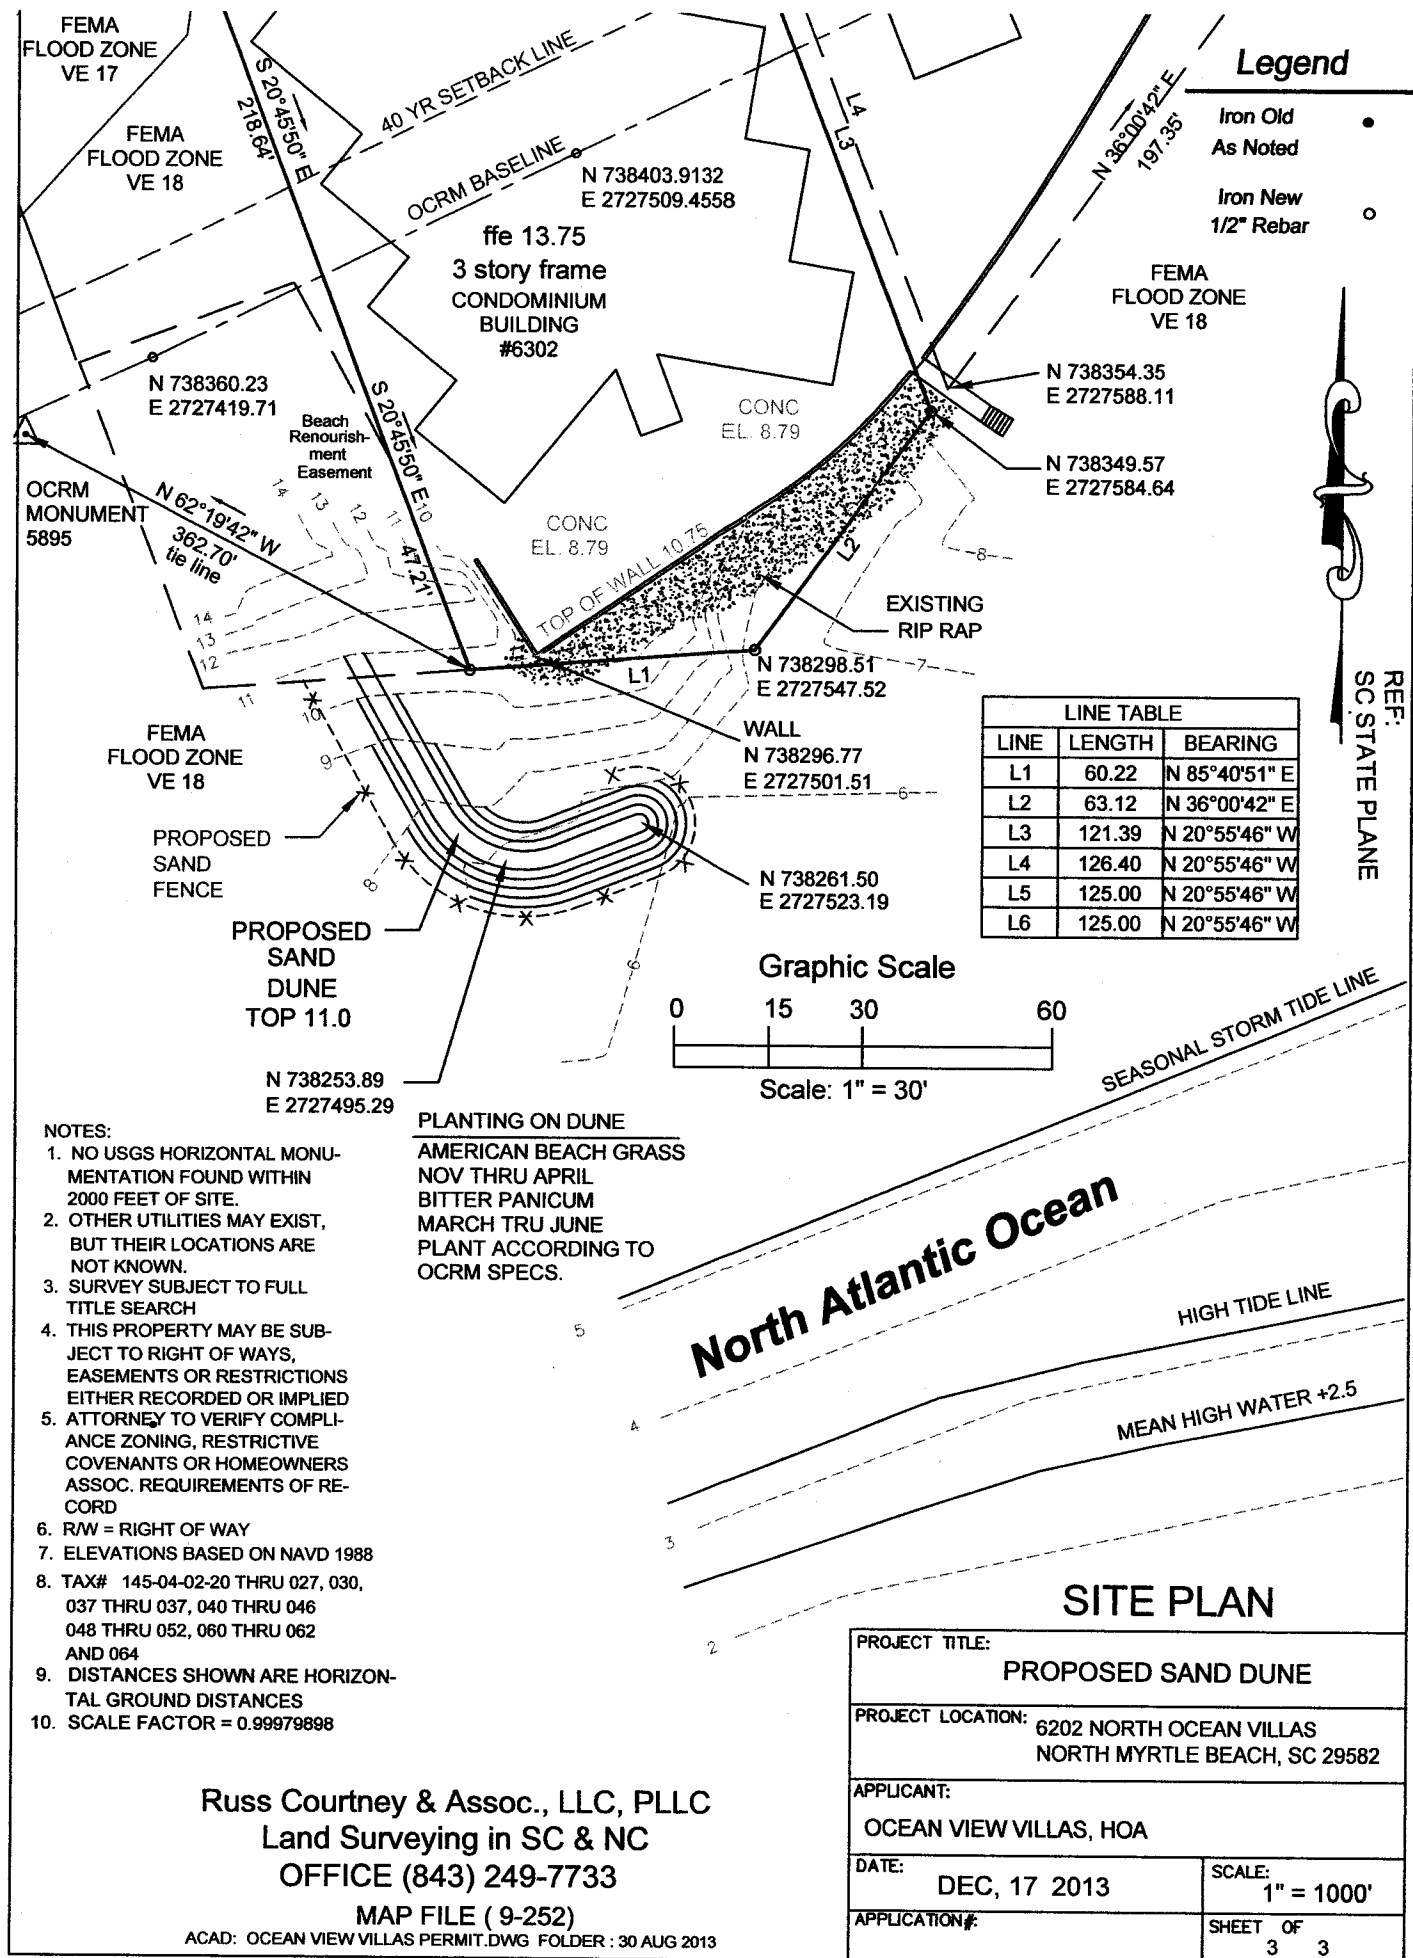 FEMA
FLOOD ZONE
VE 17
FEMA
FLOOD ZONE
VE 18
S 20°45'50" E
218.64'
40 YR SETBACK LINE
OCRM BASELINE
N 738403.9132
E 2727509.4558
ffe 13.75
3 story frame
CONDOMINIUM
BUILDING
#6302
L4
L3
N 36°00'42" E
197.35'
Legend
Iron Old
As Noted
Iron New
1/2" Rebar
FEMA
FLOOD ZONE
VE 18
N 738360.23
E 2727419.71
Beach
Renourish-
ment
Easement
S 20°45'50" E
47.21'
CONC
EL. 8.79
N 738354.35
E 2727588.11
N 738349.57
E 2727584.64
OCRM
MONUMENT
5895
N 62°19'42" W
362.70'
tie line
14
13
12
11
10
CONC
EL. 8.79
TOP OF WALL 10.75
L2
8
EXISTING
RIP RAP
14
13
12
11
10
9
8
7
L1
N 738298.51
E 2727547.52
WALL
N 738296.77
E 2727501.51
6
REF:
SC STATE PLANE
LINE TABLE
LINE LENGTH BEARING
L1 60.22 N 85°40'51" E
L2 63.12 N 36°00'42" E
L3 121.39 N 20°55'46" W
L4 126.40 N 20°55'46" W
L5 125.00 N 20°55'46" W
L6 125.00 N 20°55'46" W
FEMA
FLOOD ZONE
VE 18
PROPOSED
SAND
FENCE
N 738261.50
E 2727523.19
PROPOSED
SAND
DUNE
TOP 11.0
6
N 738253.89
E 2727495.29
Graphic Scale
0 15 30 60
Scale: 1" = 30'
SEASONAL STORM TIDE LINE
North Atlantic Ocean
HIGH TIDE LINE
MEAN HIGH WATER +2.5
5
4
3
2
NOTES:
1. NO USGS HORIZONTAL MONU-
MENTATION FOUND WITHIN
2000 FEET OF SITE.
2. OTHER UTILITIES MAY EXIST,
BUT THEIR LOCATIONS ARE
NOT KNOWN.
3. SURVEY SUBJECT TO FULL
TITLE SEARCH
4. THIS PROPERTY MAY BE SUB-
JECT TO RIGHT OF WAYS,
EASEMENTS OR RESTRICTIONS
EITHER RECORDED OR IMPLIED
5. ATTORNEY TO VERIFY COMPLI-
ANCE ZONING, RESTRICTIVE
COVENANTS OR HOMEOWNERS
ASSOC. REQUIREMENTS OF RE-
CORD
6. R/W = RIGHT OF WAY
7. ELEVATIONS BASED ON NAVD 1988
8. TAX# 145-04-02-20 THRU 027, 030,
037 THRU 037, 040 THRU 046
048 THRU 052, 060 THRU 062
AND 064
9. DISTANCES SHOWN ARE HORIZON-
TAL GROUND DISTANCES
10. SCALE FACTOR = 0.99979898
PLANTING ON DUNE
AMERICAN BEACH GRASS
NOV THRU APRIL
BITTER PANICUM
MARCH TRU JUNE
PLANT ACCORDING TO
OCRM SPECS.
Russ Courtney & Assoc., LLC, PLLC
Land Surveying in SC & NC
OFFICE (843) 249-7733
MAP FILE ( 9-252)
ACAD: OCEAN VIEW VILLAS PERMIT.DWG FOLDER : 30 AUG 2013
SITE PLAN
PROJECT TITLE:
PROPOSED SAND DUNE
PROJECT LOCATION: 6202 NORTH OCEAN VILLAS
NORTH MYRTLE BEACH, SC 29582
APPLICANT:
OCEAN VIEW VILLAS, HOA
DATE:
DEC, 17 2013
SCALE:
1" = 1000'
APPLICATION#:
SHEET OF
3 3